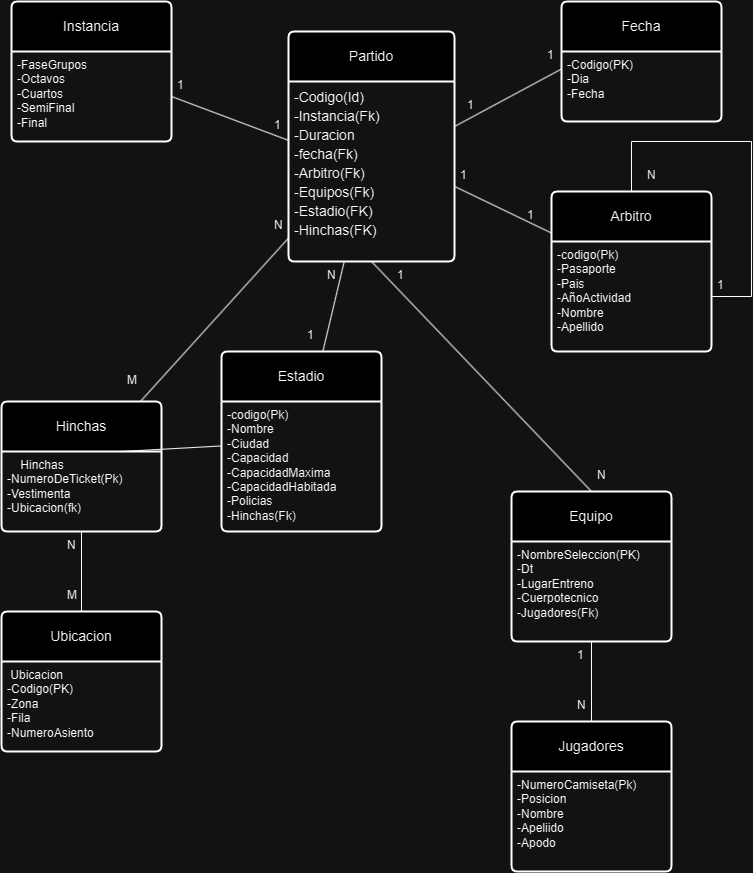 Instancia
-FaseGrupos
-Octavos
-Cuartos
-SemiFinal
-Final
1
1
Partido
-Codigo(Id)
-Instancia(Fk)
-Duracion
-fecha(Fk)
-Arbitro(Fk)
-Equipos(Fk)
-Estadio(FK)
-Hinchas(FK)
1
1
Fecha
-Codigo(PK)
-Dia
-Fecha
1
1
N
1
Arbitro
-codigo(Pk)
-Pasaporte
-Pais
-AñoActividad
-Nombre
-Apellido
N
M
N
1
1
N
Hinchas
Hinchas
-NumeroDeTicket(Pk)
-Vestimenta
-Ubicacion(fk)
Estadio
-codigo(Pk)
-Nombre
-Ciudad
-Capacidad
-CapacidadMaxima
-CapacidadHabitada
-Policias
-Hinchas(Fk)
Equipo
-NombreSeleccion(PK)
-Dt
-LugarEntreno
-Cuerpotecnico
-Jugadores(Fk)
N
M
Ubicacion
Ubicacion
-Codigo(PK)
-Zona
-Fila
-NumeroAsiento
1
N
Jugadores
-NumeroCamiseta(Pk)
-Posicion
-Nombre
-Apeliido
-Apodo